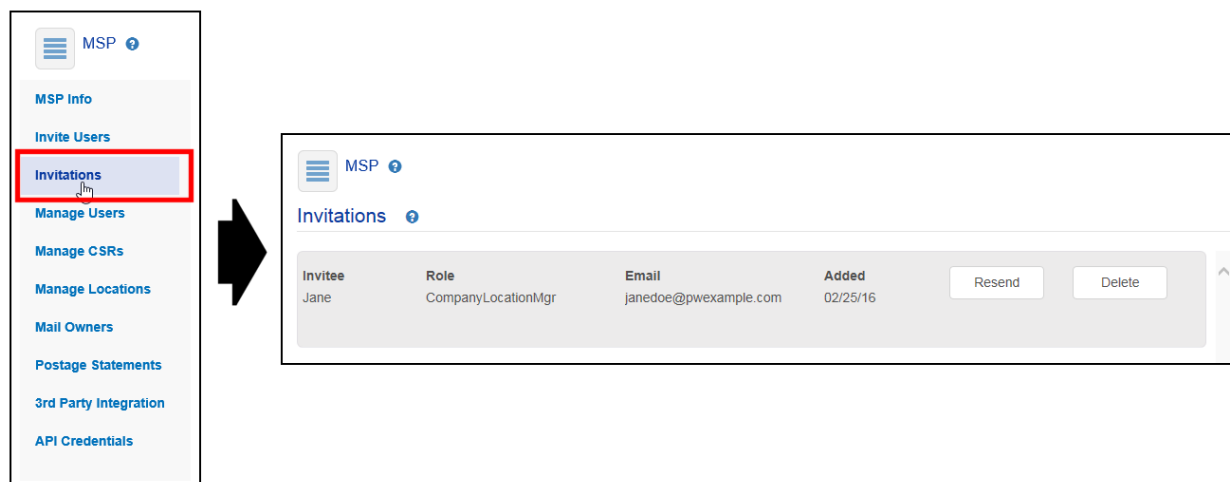 MSP
MSP Info
Invite Users
Invitations
Manage Users
Manage CSRs
Manage Locations
Mail Owners
Postage Statements
3rd Party Integration
API Credentials
MSP
Invitations
Invitee Role Email Added
Jane CompanyLocationMgr janedoe@pwexample.com 02/25/16
Resend Delete